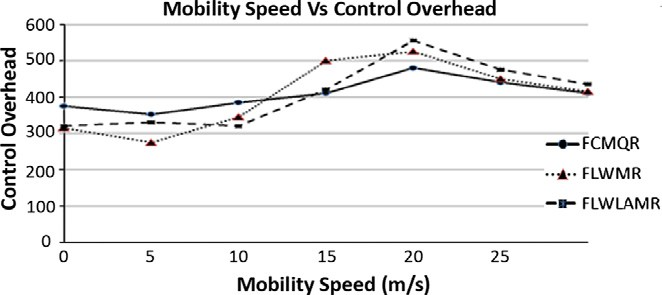 Mobility Speed Vs Control Overhead
600
500
400
300
200
100
0
Control Overhead
0 5 10 15 20 25
Mobility Speed (m/s)
FCMQR
FLWMR
FLWLAMR